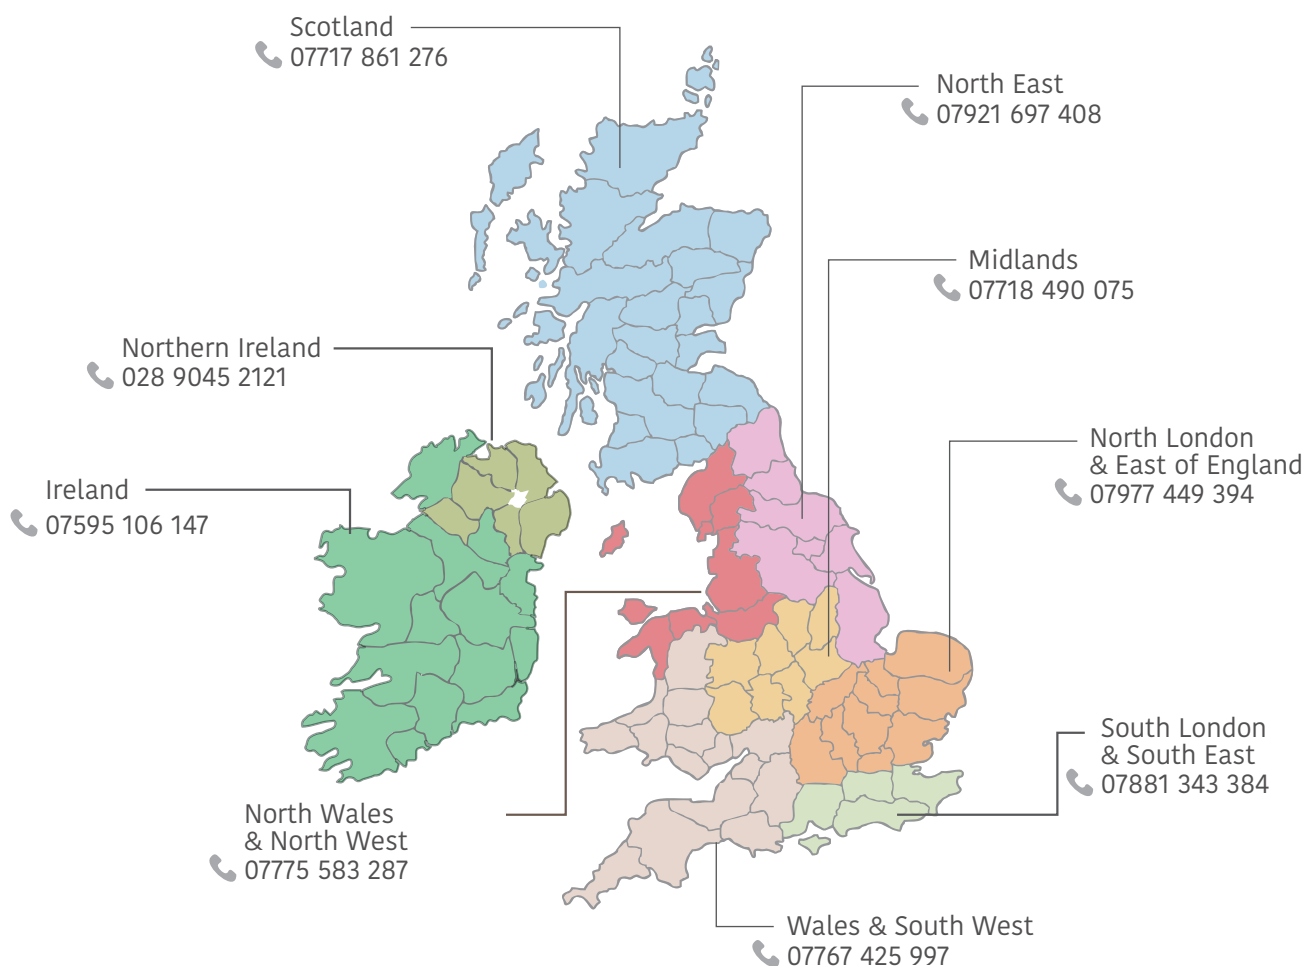 Scotland
07717 861 276
North East
07921 697 408
Midlands
07718 490 075
Northern Ireland
028 9045 2121
North London
& East of England
07977 449 394
Ireland
07595 106 147
South London
& South East
07881 343 384
North Wales
& North West
07775 583 287
Wales & South West
07767 425 997